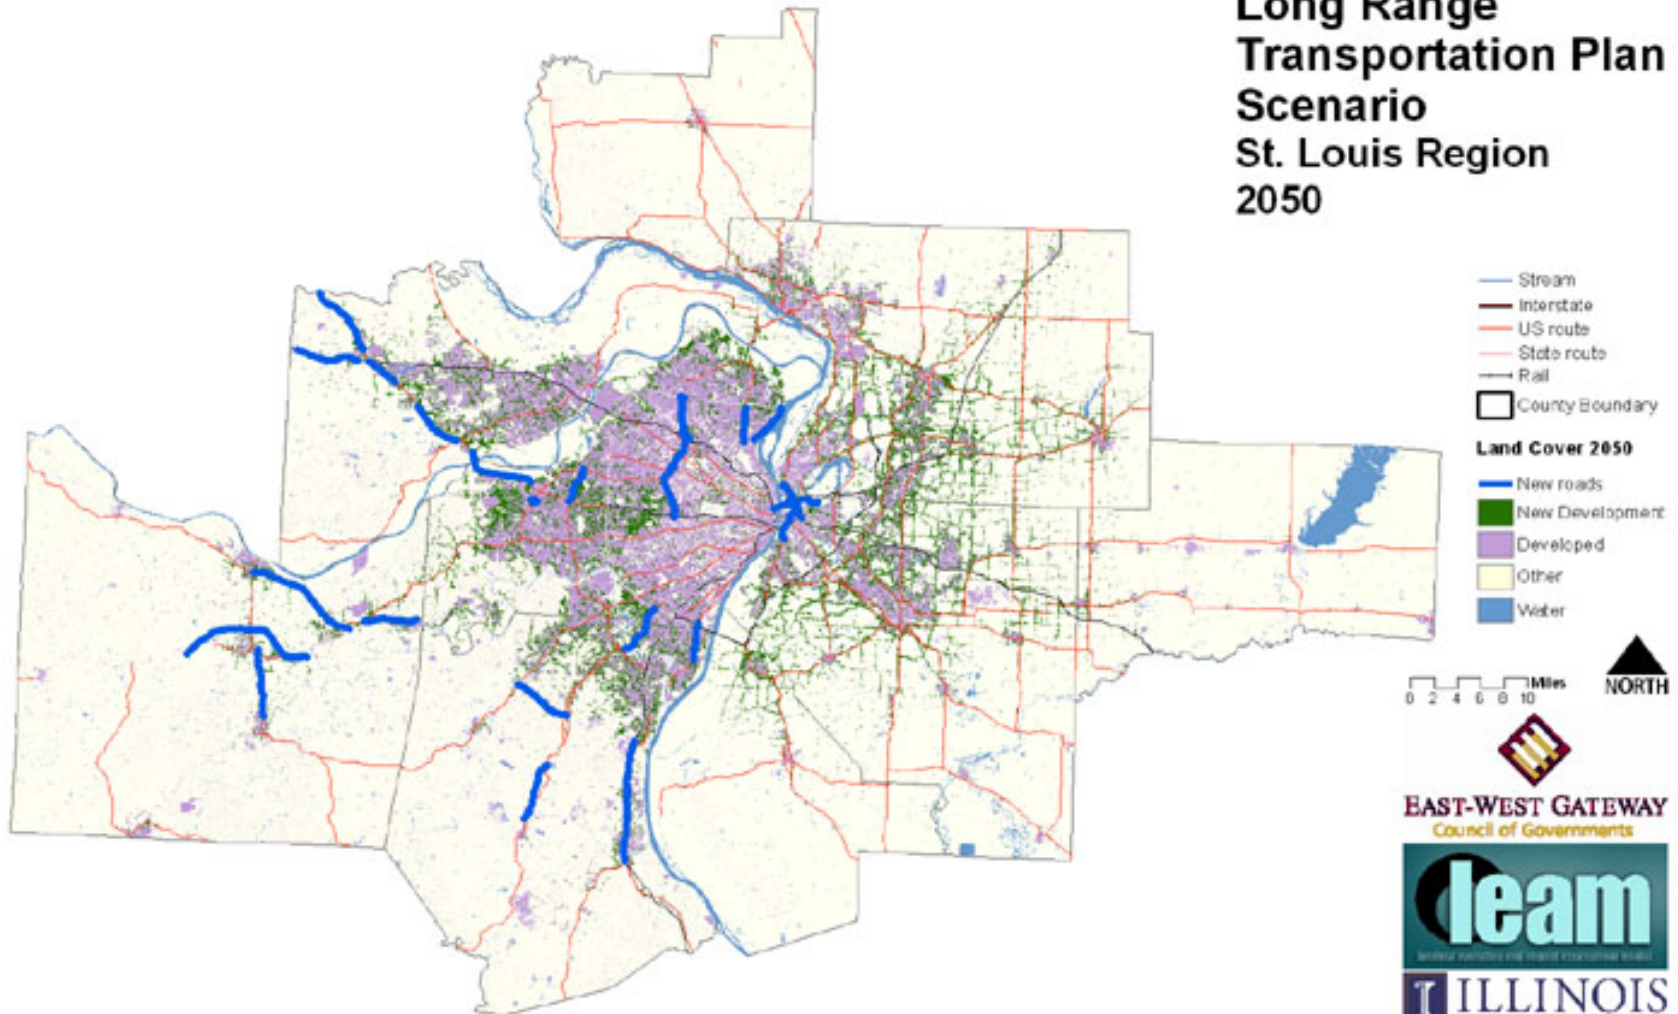 Long Range
Transportation Plan
Scenario
St. Louis Region
2050
Stream
Interstate
US route
State route
Rail
County Boundary
Land Cover 2050
New roads
New Development
Developed
Other
Water
0 2 4 6 8 10 Miles
NORTH
EAST-WEST GATEWAY
Council of Governments
leam
ILLINOIS